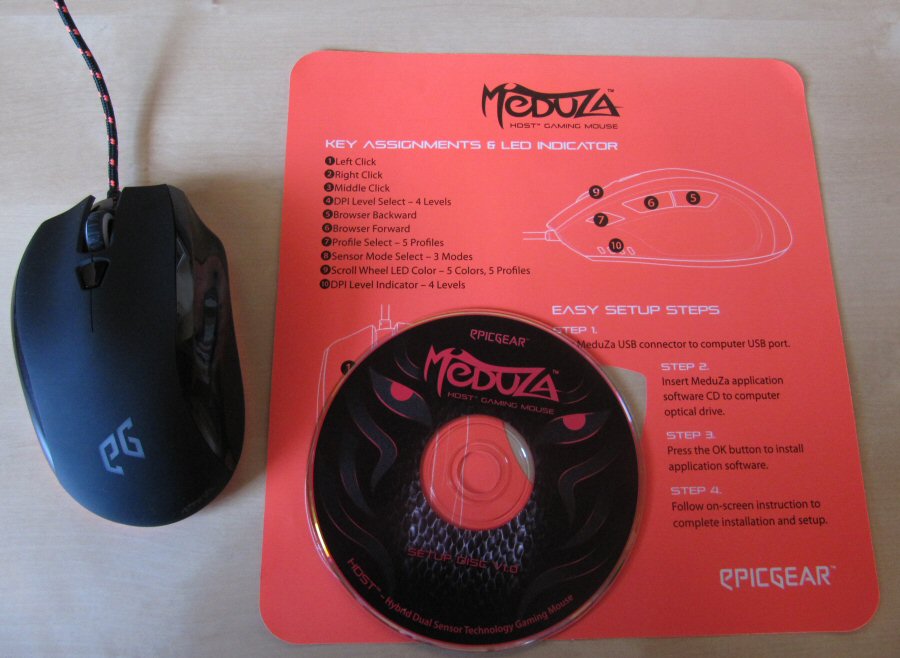 MEDUZA™
HOST™ GAMING MOUSE
KEY ASSIGNMENTS & LED INDICATOR
1 Left Click
2 Right Click
3 Middle Click
4 DPI Level Select – 4 Levels
5 Browser Backward
6 Browser Forward
7 Profile Select – 5 Profiles
8 Sensor Mode Select – 3 Modes
9 Scroll Wheel LED Color – 5 Colors, 5 Profiles
10 DPI Level Indicator – 4 Levels
9
6
5
7
10
1
EASY SETUP STEPS
STEP 1.
MeduZa USB connector to computer USB port.
STEP 2.
Insert MeduZa application
software CD to computer
optical drive.
STEP 3.
Press the OK button to install
application software.
STEP 4.
Follow on-screen instruction to
complete installation and setup.
EPICGEAR™
EPICGEAR™
MEDUZA™
HOST™ GAMING MOUSE
SETUP DISC V1.0
HDST™ – Hybrid Dual Sensor Technology Gaming Mouse
EG